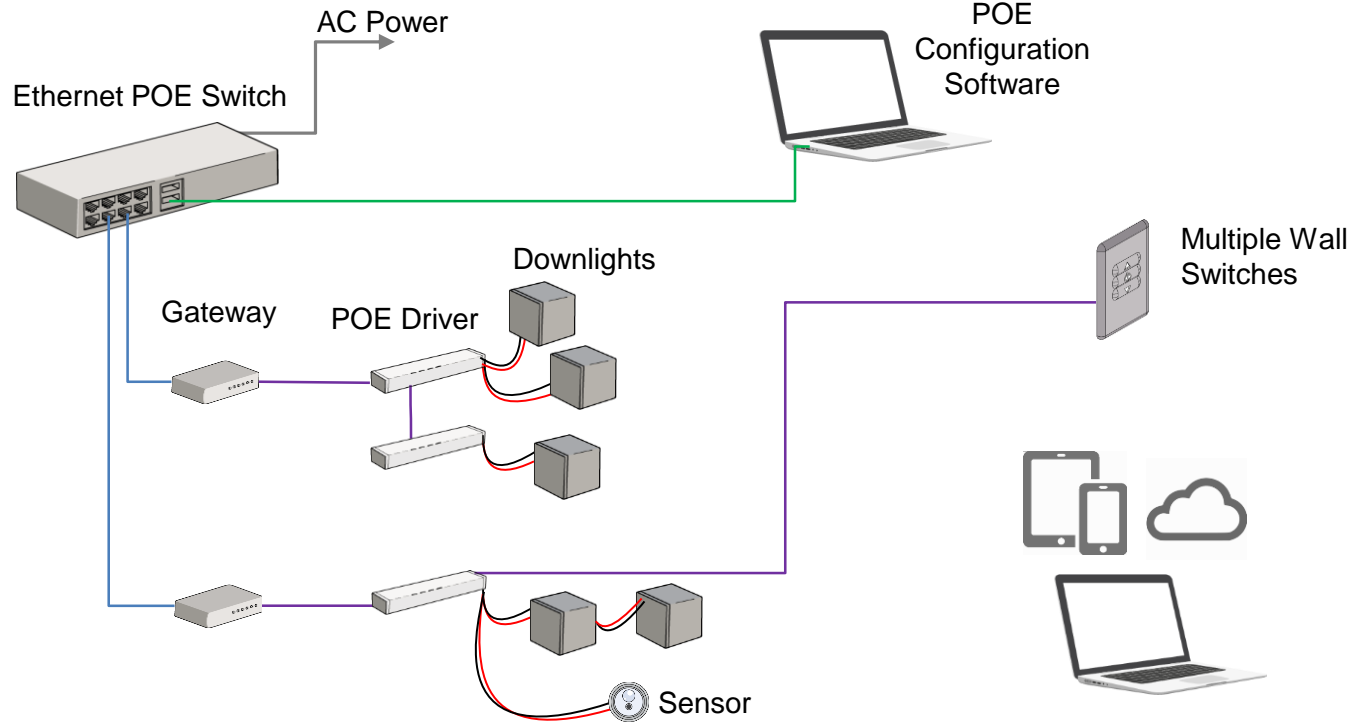 AC Power
POE
Configuration
Software
Ethernet POE Switch
Multiple Wall
Switches
Downlights
Gateway
POE Driver
Sensor